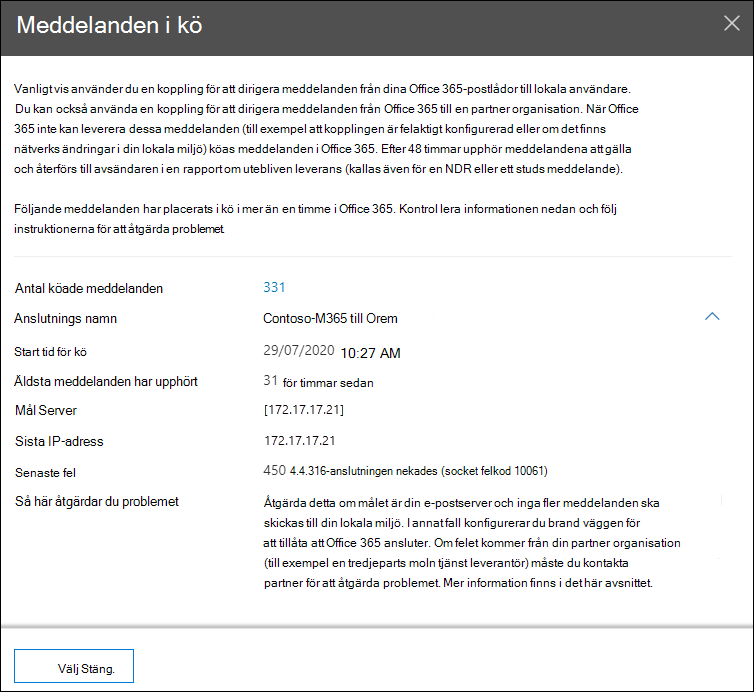 Meddelanden i kö
Vanligt vis använder du en koppling för att dirigera meddelanden från dina Office 365-postlådor till lokala användare.
Du kan också använda en koppling för att dirigera meddelanden från Office 365 till en partner organisation. När Office
365 inte kan leverera dessa meddelanden (till exempel att kopplingen är felaktigt konfigurerad eller om det finns
nätverks ändringar i din lokala miljö) köas meddelanden i Office 365. Efter 48 timmar upphör meddelandena att gälla
och återförs till avsändaren i en rapport om utebliven leverans (kallas även för en NDR eller ett studs meddelande).
Följande meddelanden har placerats i kö i mer än en timme i Office 365. Kontrol lera informationen nedan och följ
instruktionerna för att åtgärda problemet.
Antal köade meddelanden 331
Anslutnings namn Contoso-M365 till Orem
Start tid för kö 29/07/2020 10:27 AM
Äldsta meddelanden har upphört 31 för timmar sedan
Mål Server [172.17.17.21]
Sista IP-adress 172.17.17.21
Senaste fel 450 4.4.316-anslutningen nekades (socket felkod 10061)
Så här åtgärdar du problemet Åtgärda detta om målet är din e-postserver och inga fler meddelanden ska
skickas till din lokala miljö. I annat fall konfigurerar du brand väggen för
att tillåta att Office 365 ansluter. Om felet kommer från din partner organisation
(till exempel en tredjeparts moln tjänst leverantör) måste du kontakta
partner för att åtgärda problemet. Mer information finns i det här avsnittet.
Välj Stäng.